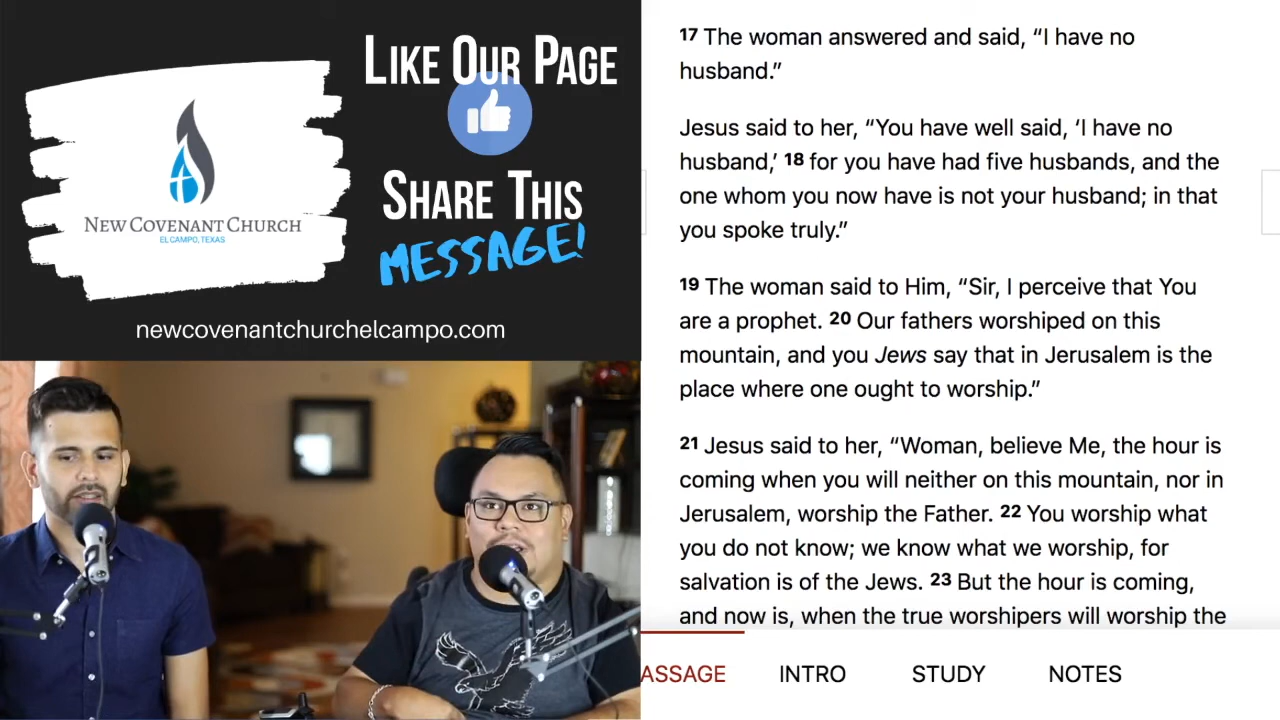 LIKE OUR PAGE
SHARE THIS
MESSAGE!
NEW COVENANT CHURCH
EL CAMPO, TEXAS
newcovenantchurchelcampo.com
17 The woman answered and said, “I have no
husband.”
Jesus said to her, “You have well said, ‘I have no
husband,’ 18 for you have had five husbands, and the
one whom you now have is not your husband; in that
you spoke truly.”
19 The woman said to Him, “Sir, I perceive that You
are a prophet. 20 Our fathers worshiped on this
mountain, and you Jews say that in Jerusalem is the
place where one ought to worship.”
21 Jesus said to her, “Woman, believe Me, the hour is
coming when you will neither on this mountain, nor in
Jerusalem, worship the Father. 22 You worship what
you do not know; we know what we worship, for
salvation is of the Jews. 23 But the hour is coming,
and now is, when the true worshipers will worship the
ASSAGE INTRO STUDY NOTES